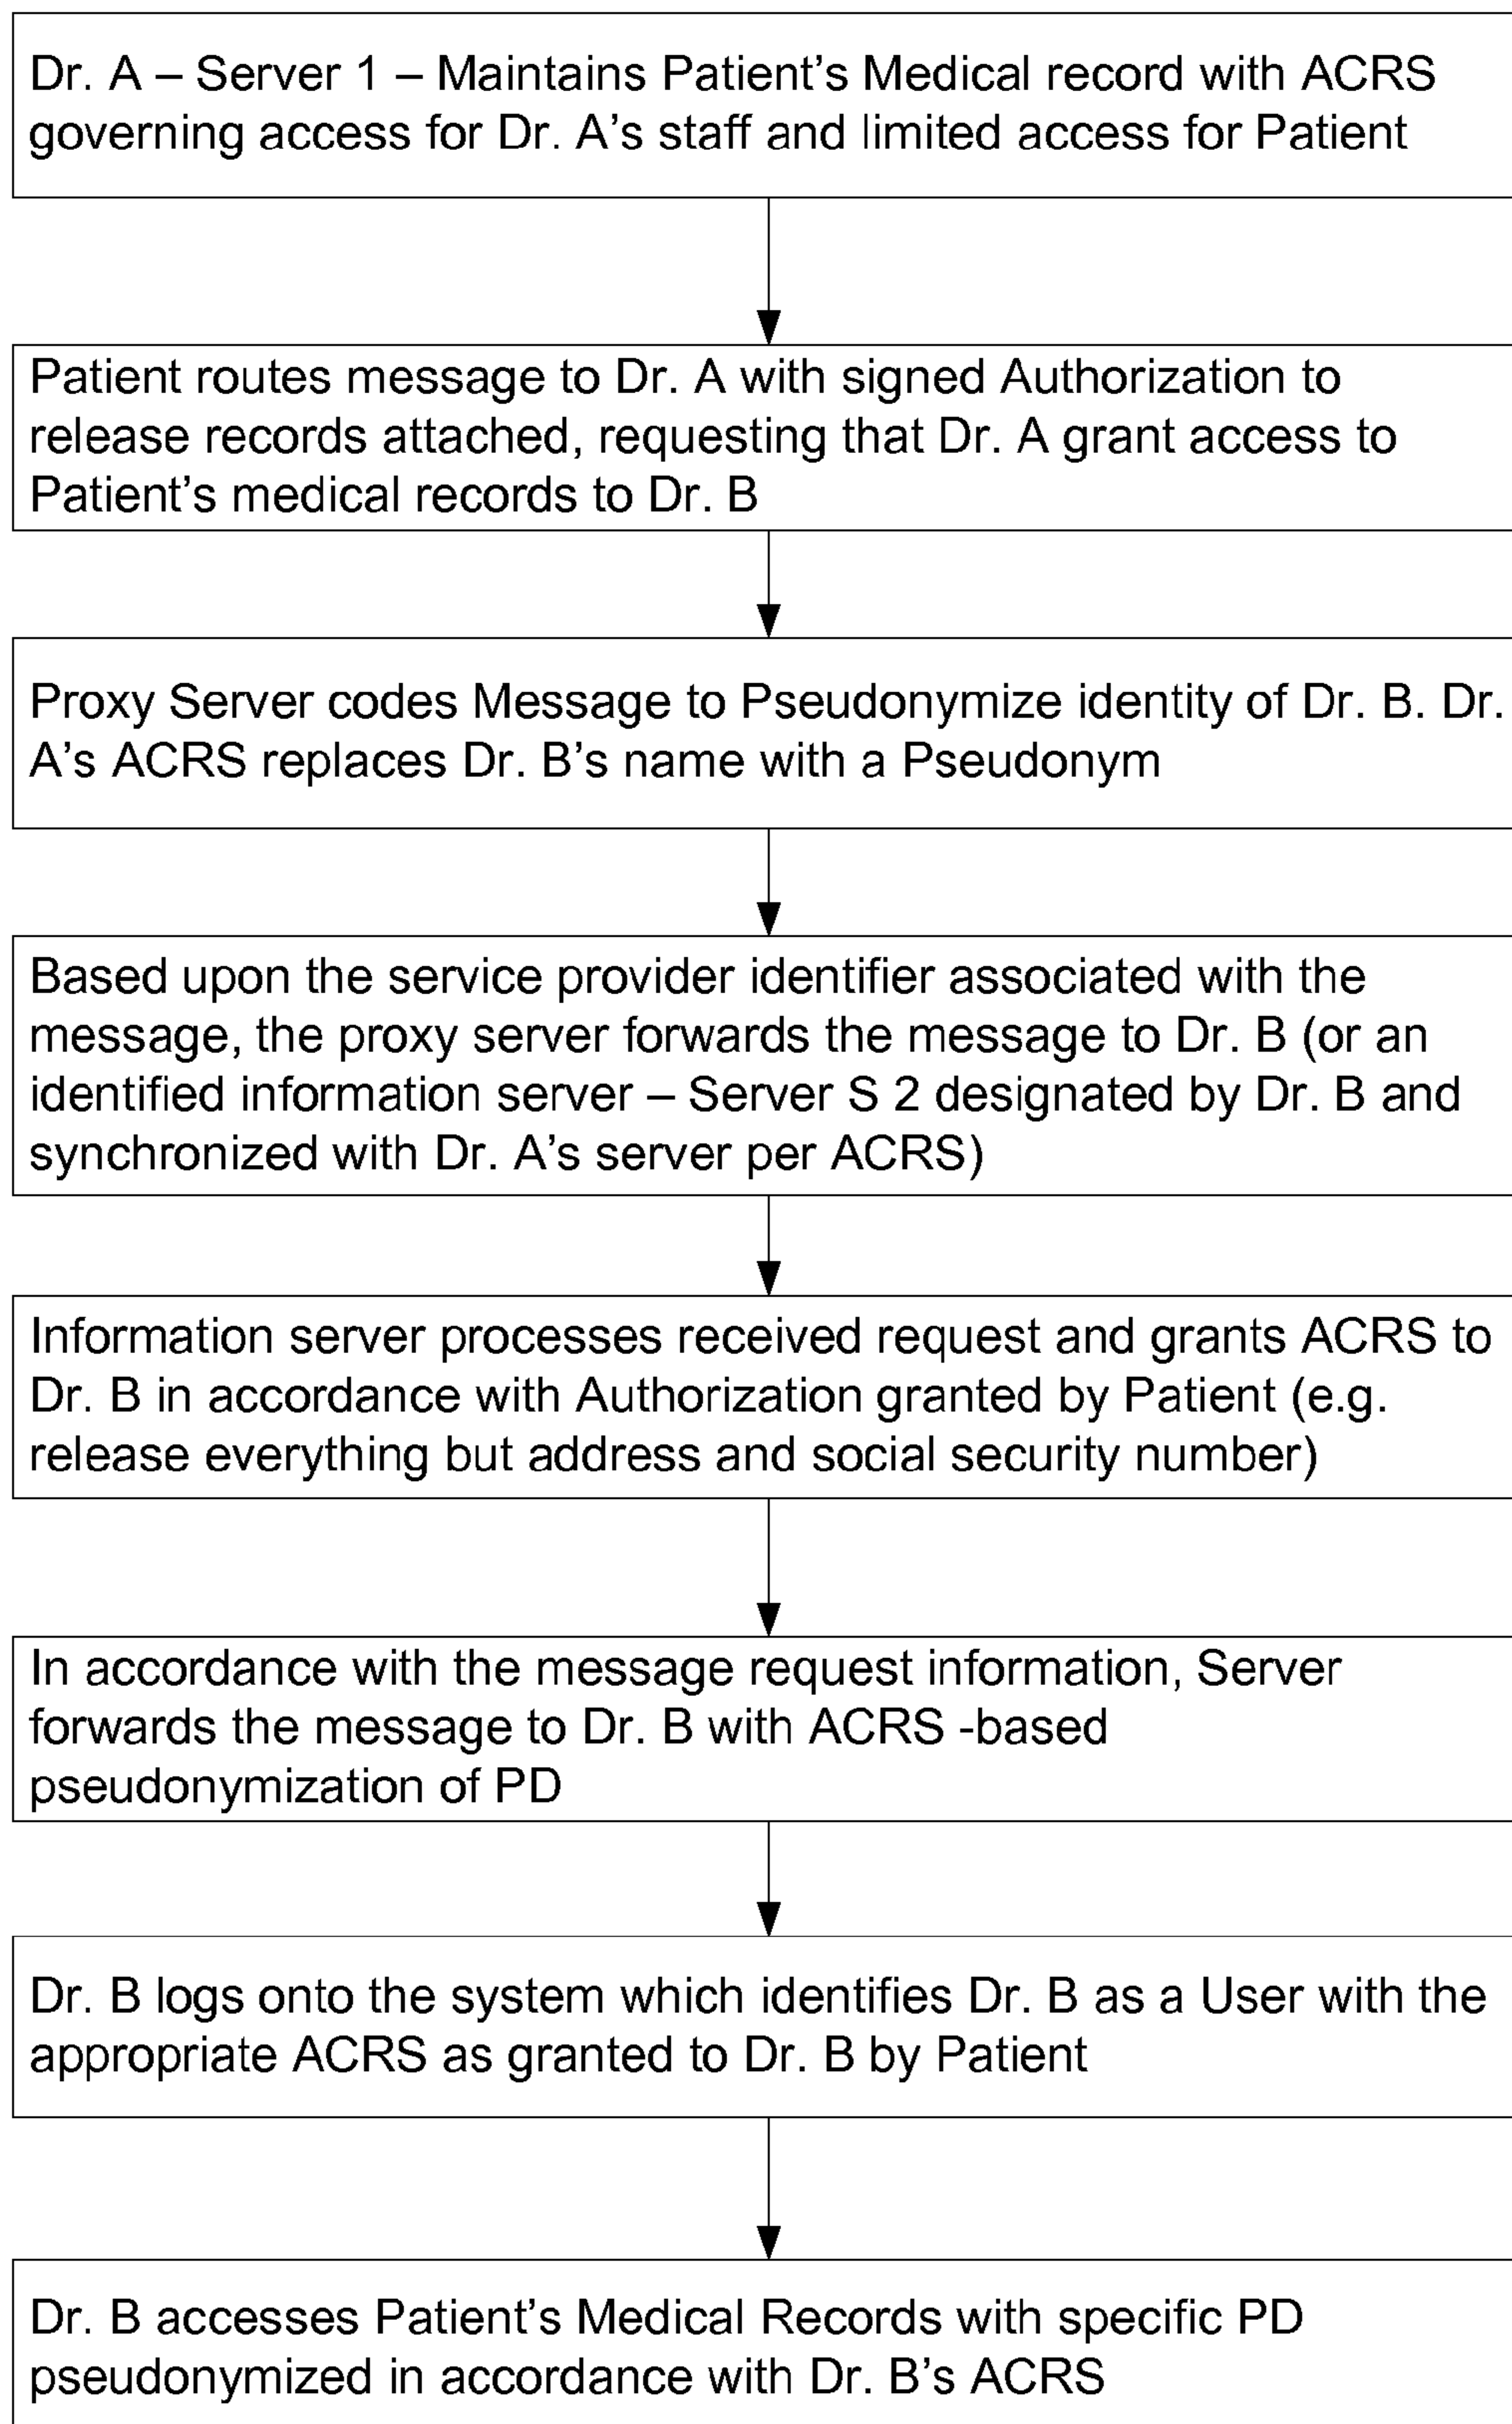 Dr. A – Server 1 – Maintains Patient's Medical record with ACRS
governing access for Dr. A's staff and limited access for Patient
Patient routes message to Dr. A with signed Authorization to
release records attached, requesting that Dr. A grant access to
Patient's medical records to Dr. B
Proxy Server codes Message to Pseudonymize identity of Dr. B. Dr.
A's ACRS replaces Dr. B's name with a Pseudonym
Based upon the service provider identifier associated with the
message, the proxy server forwards the message to Dr. B (or an
identified information server – Server S 2 designated by Dr. B and
synchronized with Dr. A's server per ACRS)
Information server processes received request and grants ACRS to
Dr. B in accordance with Authorization granted by Patient (e.g.
release everything but address and social security number)
In accordance with the message request information, Server
forwards the message to Dr. B with ACRS -based
pseudonymization of PD
Dr. B logs onto the system which identifies Dr. B as a User with the
appropriate ACRS as granted to Dr. B by Patient
Dr. B accesses Patient's Medical Records with specific PD
pseudonymized in accordance with Dr. B's ACRS